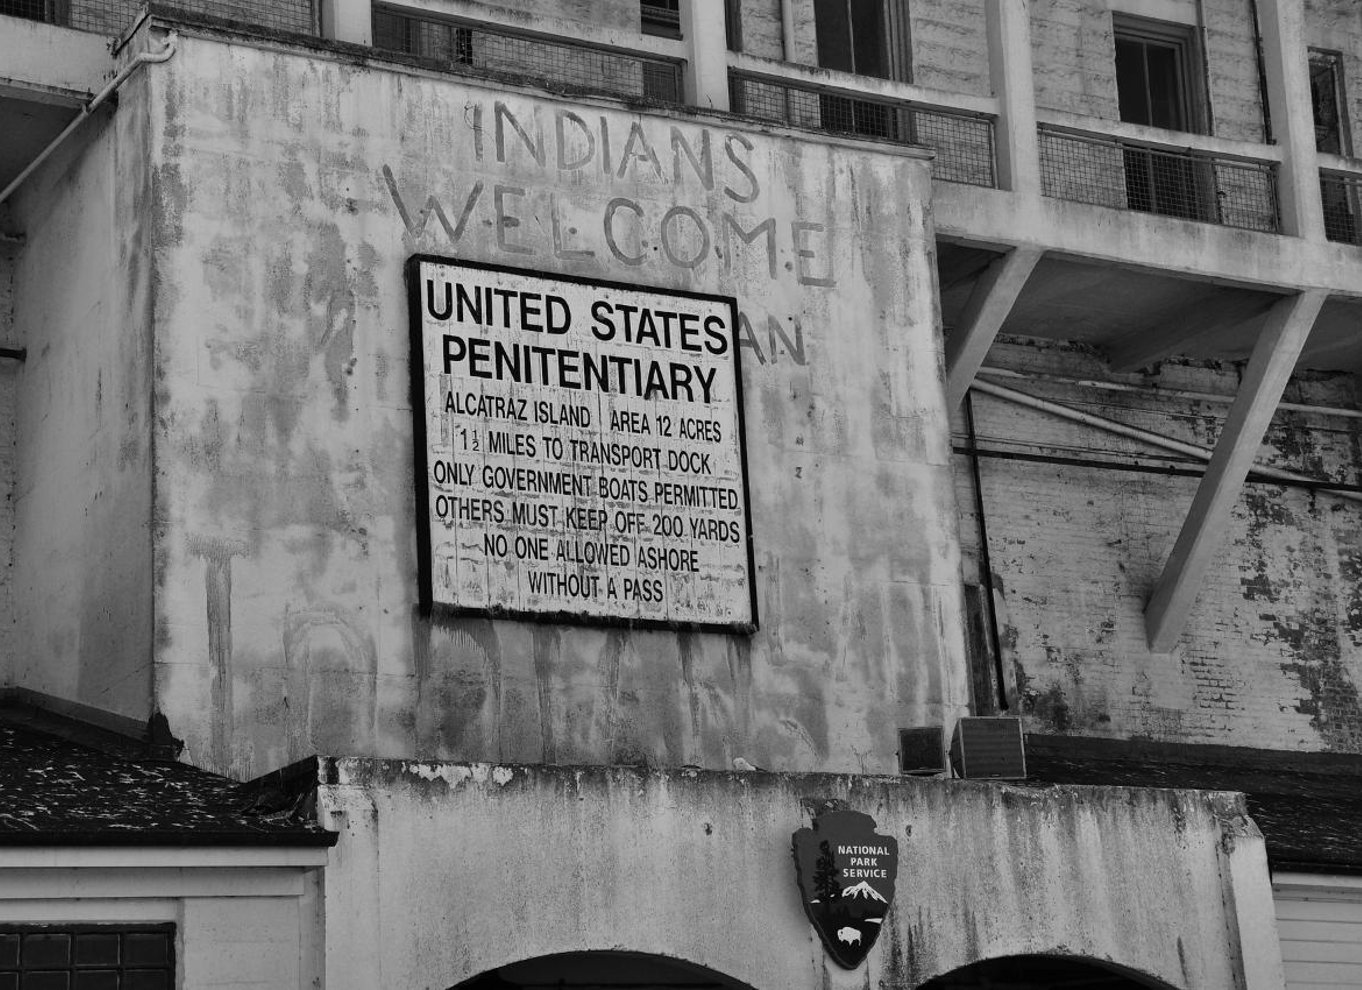 INDIANS
WELCOME
AN
UNITED STATES
PENITENTIARY
ALCATRAZ ISLAND AREA 12 ACRES
1½ MILES TO TRANSPORT DOCK
ONLY GOVERNMENT BOATS PERMITTED
OTHERS MUST KEEP OFF 200 YARDS
NO ONE ALLOWED ASHORE
WITHOUT A PASS
NATIONAL
PARK
SERVICE